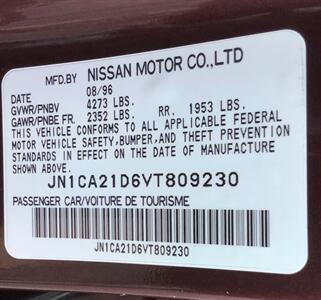 MFD.BY NISSAN MOTOR CO.,LTD
DATE 08/96
GVWR/PNBV 4273 LBS.
GAWR/PNBE FR. 2352 LBS. RR. 1953 LBS.
THIS VEHICLE CONFORMS TO ALL APPLICABLE FEDERAL
MOTOR VEHICLE SAFETY, BUMPER, AND THEFT PREVENTION
STANDARDS IN EFFECT ON THE DATE OF MANUFACTURE
SHOWN ABOVE.
JN1CA21D6VT809230
PASSENGER CAR/VOITURE DE TOURISME
JN1CA21D6VT809230